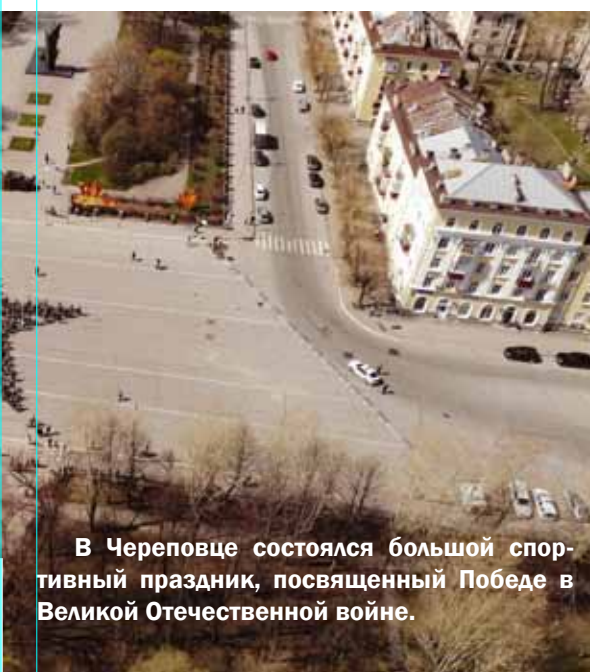 В Череповце состоялся большой спор-
тивный праздник, посвященный Победе в
Великой Отечественной войне.